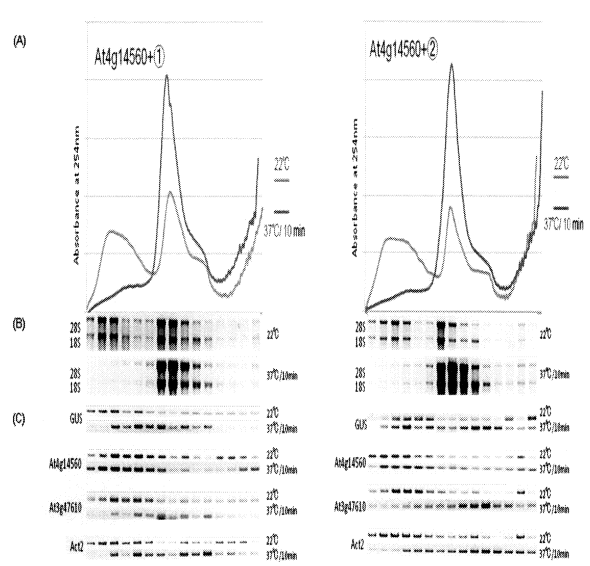 (A)
At4g14560+①
At4g14560+②
Absorbance at 254nm
22℃
37℃/10 min
Absorbance at 254nm
22℃
37℃/10 min
(B)
28S
18S
22℃
28S
18S
37℃/10min
28S
18S
22℃
28S
18S
37℃/10min
(C)
GUS
22℃
37℃/10min
At4g14560
22℃
37℃/10min
At3g47610
22℃
37℃/10min
Act2
22℃
37℃/10min
GUS
22℃
37℃/10min
At4g14560
22℃
37℃/10min
At3g47610
22℃
37℃/10min
Act2
22℃
37℃/10min